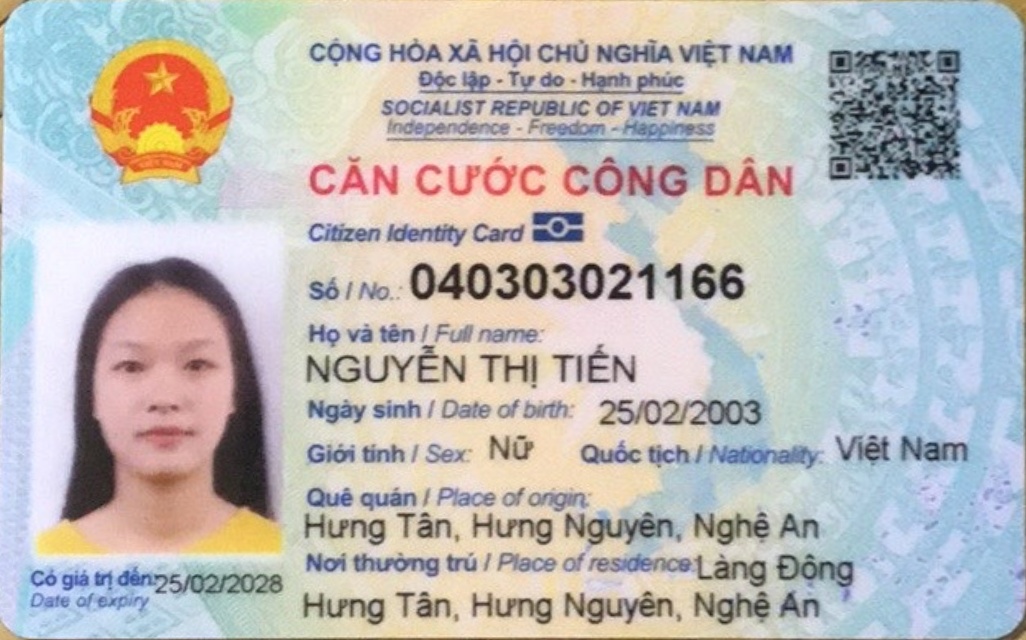 CỘNG HÒA XÃ HỘI CHỦ NGHĨA VIỆT NAM
Độc lập - Tự do - Hạnh phúc
SOCIALIST REPUBLIC OF VIET NAM
Independence - Freedom - Happiness
CĂN CƯỚC CÔNG DÂN
Citizen Identity Card
Số / No.: 040303021166
Họ và tên / Full name:
NGUYỄN THỊ TIẾN
Ngày sinh / Date of birth: 25/02/2003
Giới tính / Sex: Nữ Quốc tịch / Nationality: Việt Nam
Quê quán / Place of origin:
Hưng Tân, Hưng Nguyên, Nghệ An
Nơi thường trú / Place of residence: Làng Đông
Hưng Tân, Hưng Nguyên, Nghệ An
Có giá trị đến: 25/02/2028
Date of expiry